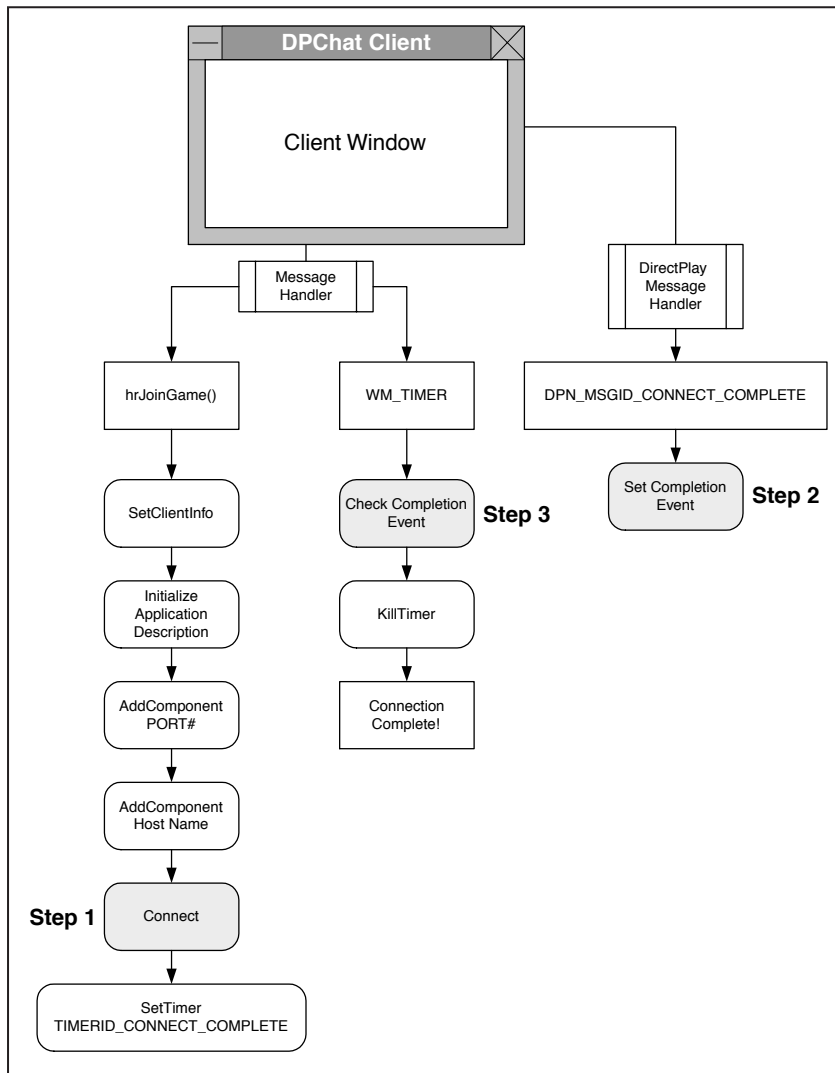 DPChat Client
Client Window
Message
Handler
DirectPlay
Message
Handler
hrJoinGame()
WM_TIMER
DPN_MSGID_CONNECT_COMPLETE
SetClientInfo
Check Completion
Event
Step 3
Set Completion
Event
Step 2
Initialize
Application
Description
KillTimer
AddComponent
PORT#
Connection
Complete!
AddComponent
Host Name
Step 1
Connect
SetTimer
TIMERID_CONNECT_COMPLETE